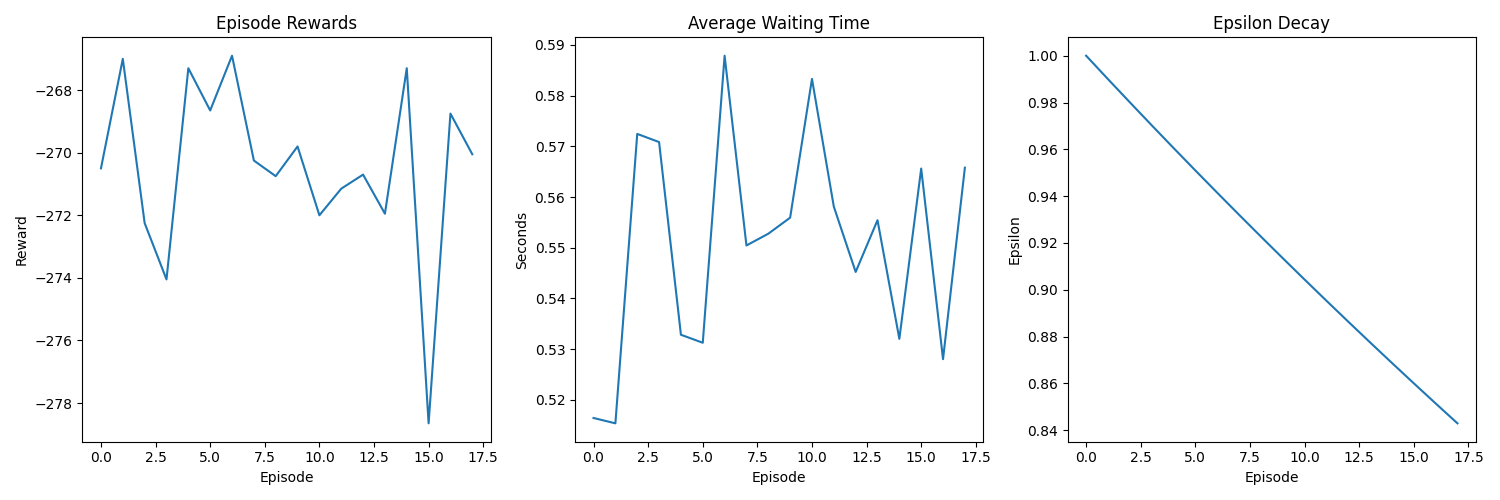 Episode Rewards
Reward
−268
−270
−272
−274
−276
−278
0.0 2.5 5.0 7.5 10.0 12.5 15.0 17.5
Episode
Average Waiting Time
Seconds
0.59
0.58
0.57
0.56
0.55
0.54
0.53
0.52
0.0 2.5 5.0 7.5 10.0 12.5 15.0 17.5
Episode
Epsilon Decay
Epsilon
1.00
0.98
0.96
0.94
0.92
0.90
0.88
0.86
0.84
0.0 2.5 5.0 7.5 10.0 12.5 15.0 17.5
Episode